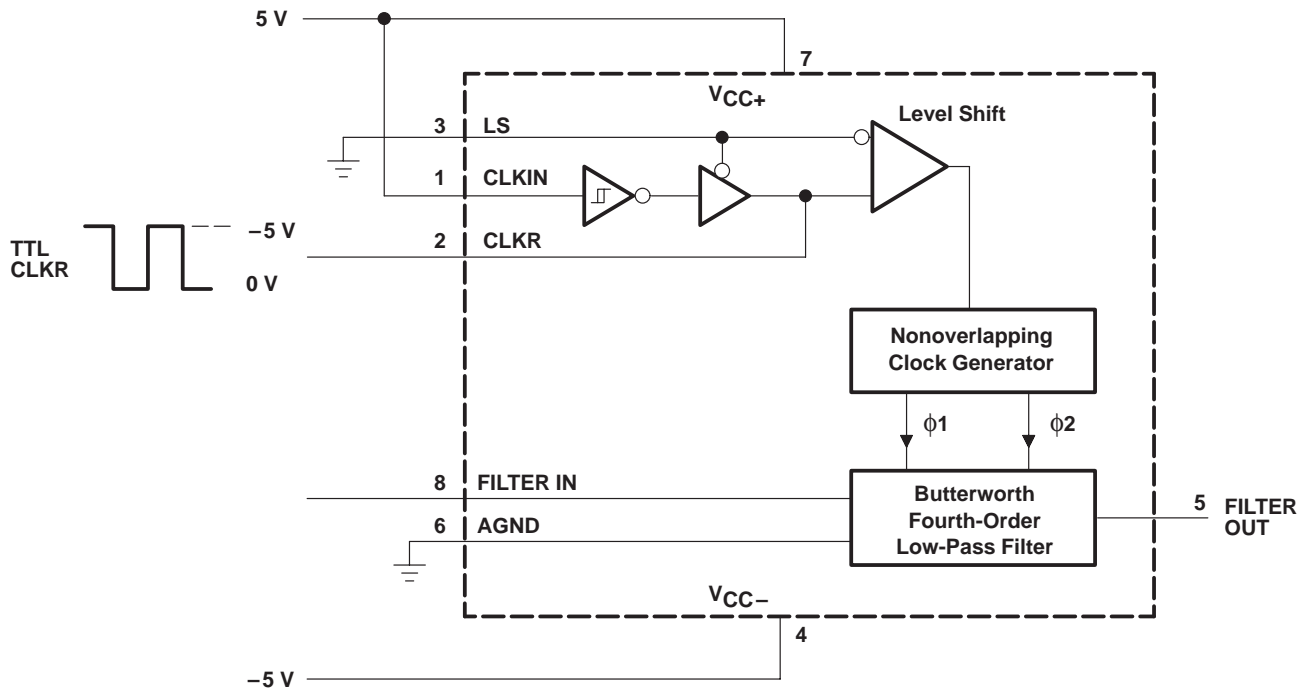 5 V
7
VCC+
Level Shift
3 LS
1 CLKIN
TTL
CLKR
−5 V
0 V
2 CLKR
Nonoverlapping
Clock Generator
ϕ1
ϕ2
8 FILTER IN
6 AGND
Butterworth
Fourth-Order
Low-Pass Filter
5 FILTER
OUT
VCC−
4
−5 V